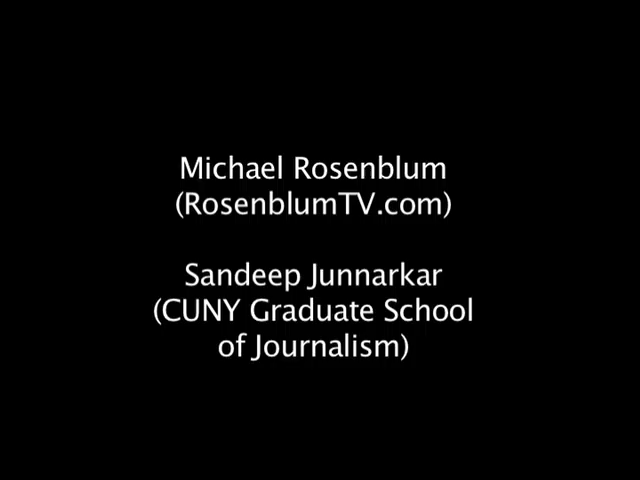 Michael Rosenblum
(RosenblumTV.com)
Sandeep Junnarkar
(CUNY Graduate School
of Journalism)